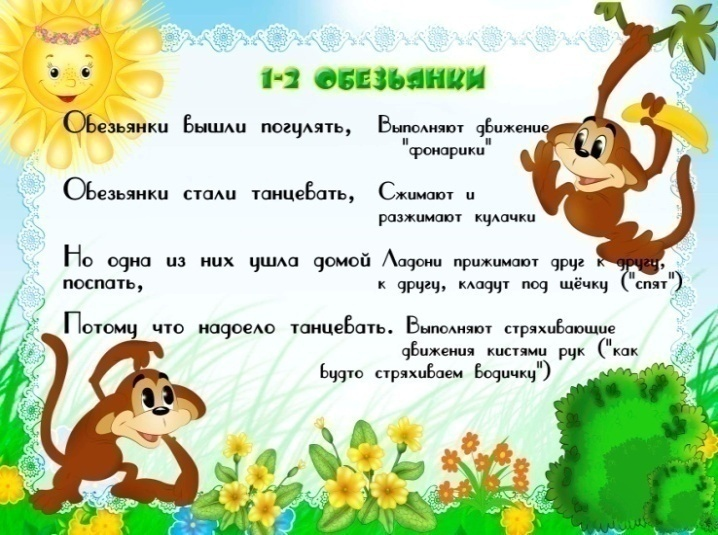 1-2 ОБЕЗЬЯНКИ
Обезьянки вышли погулять, Выполняют движение
"фонарики"
Обезьянки стали танцевать, Сжимают и
разжимают кулачки
Но одна из них ушла домой Ладони прижимают друг к другу,
поспать, к другу, кладут под щёчку ("спят")
Потому что надоело танцевать. Выполняют стряхивающие
движения кистями рук ("как
будто стряхиваем водичку")